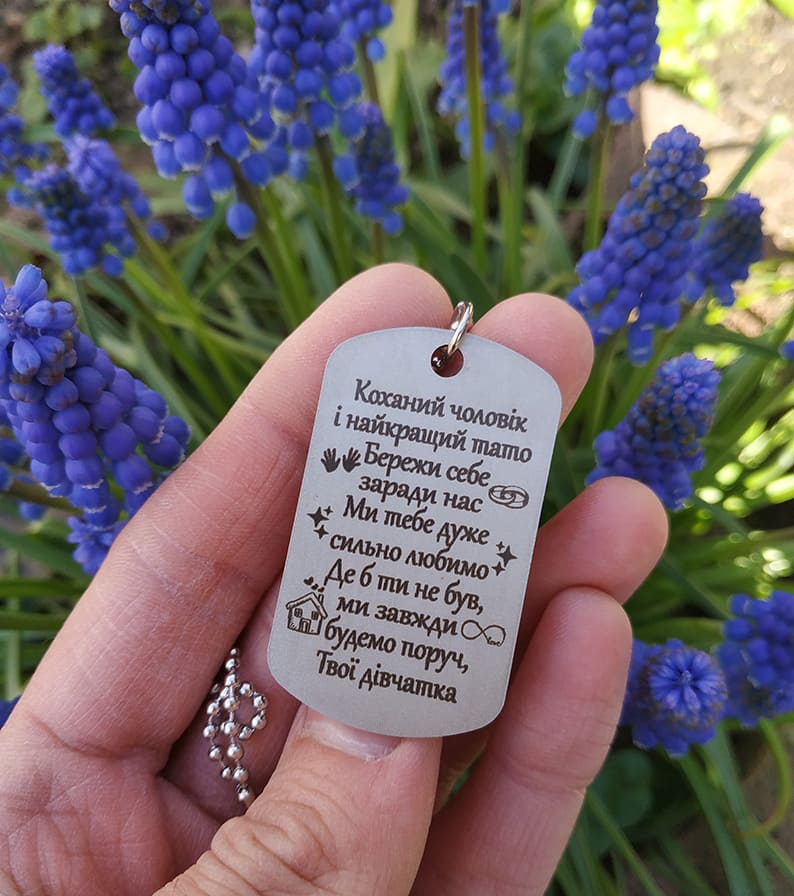 Коханий чоловік
і найкращий тато
Бережи себе
заради нас
Ми тебе дуже
сильно любимо
Де б ти не був,
ми завжди
будемо поруч,
Твої дівчатка